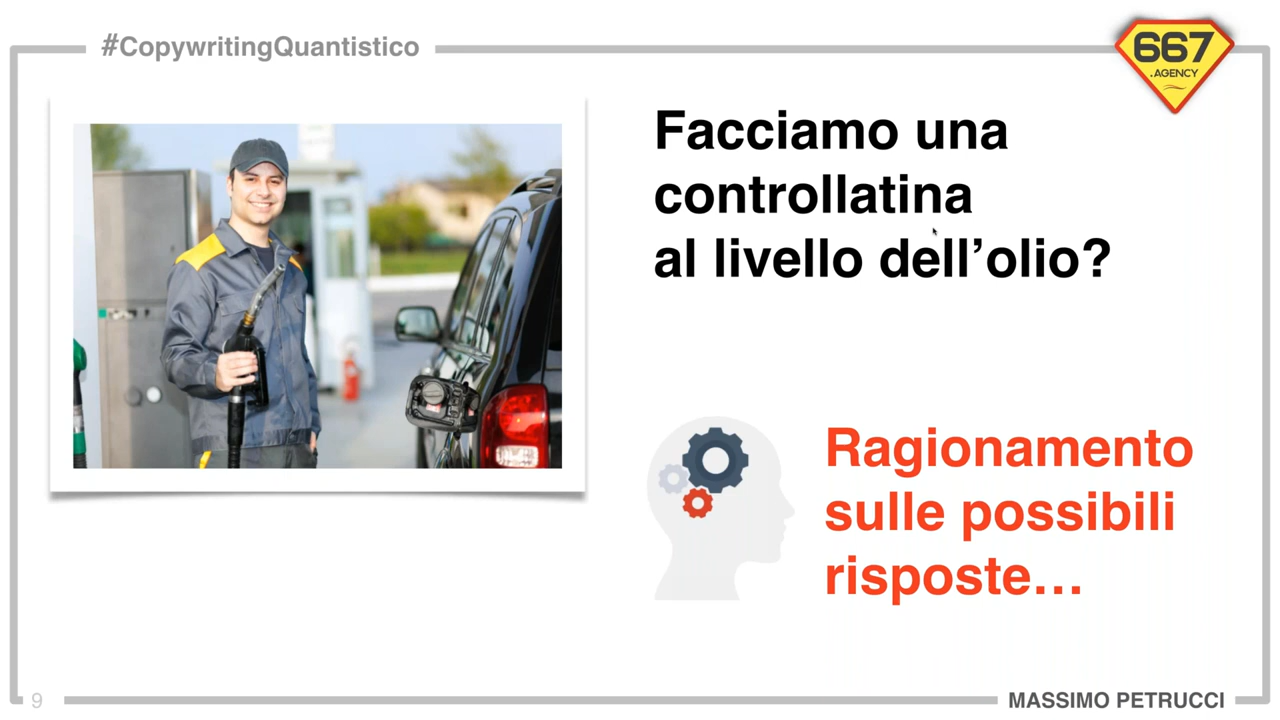 #CopywritingQuantistico
667
.AGENCY
Facciamo una
controllatina
al livello dell’olio?
Ragionamento
sulle possibili
risposte…
9
MASSIMO PETRUCCI